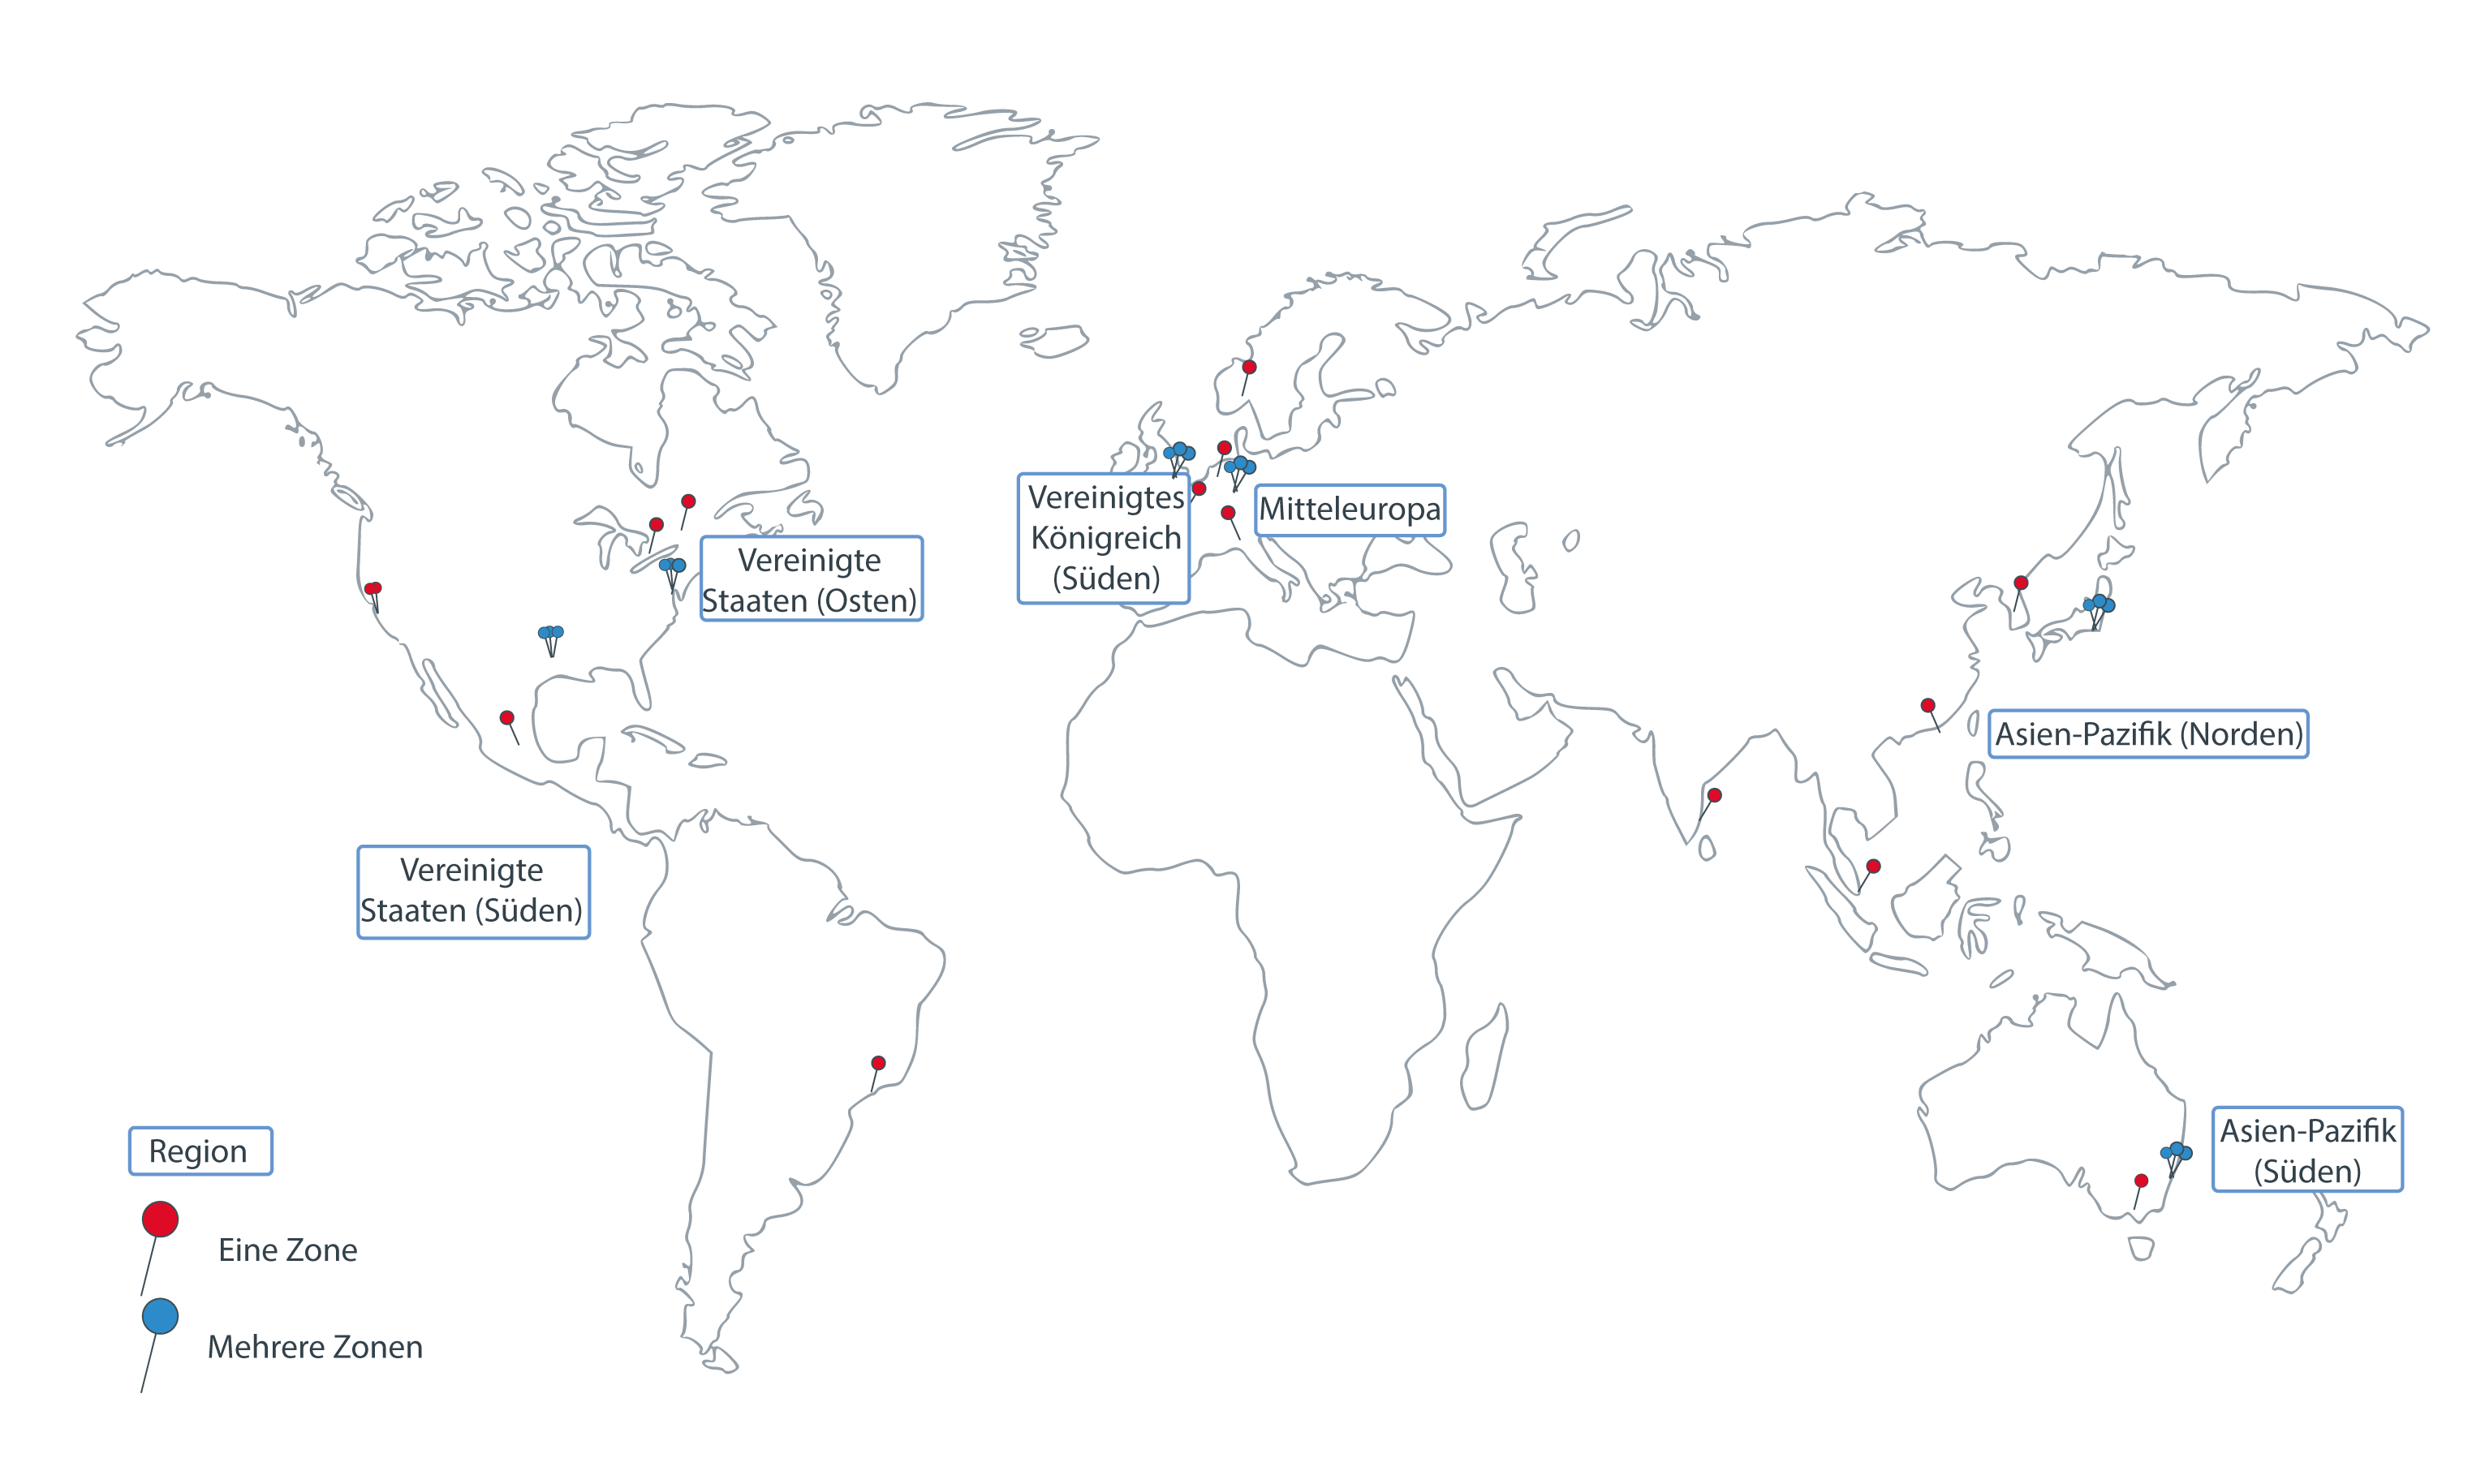 Vereinigtes
Königreich
(Süden)
Mitteleuropa
Vereinigte
Staaten (Osten)
Asien-Pazifik (Norden)
Vereinigte
Staaten (Süden)
Asien-Pazifik
(Süden)
Region
Eine Zone
Mehrere Zonen